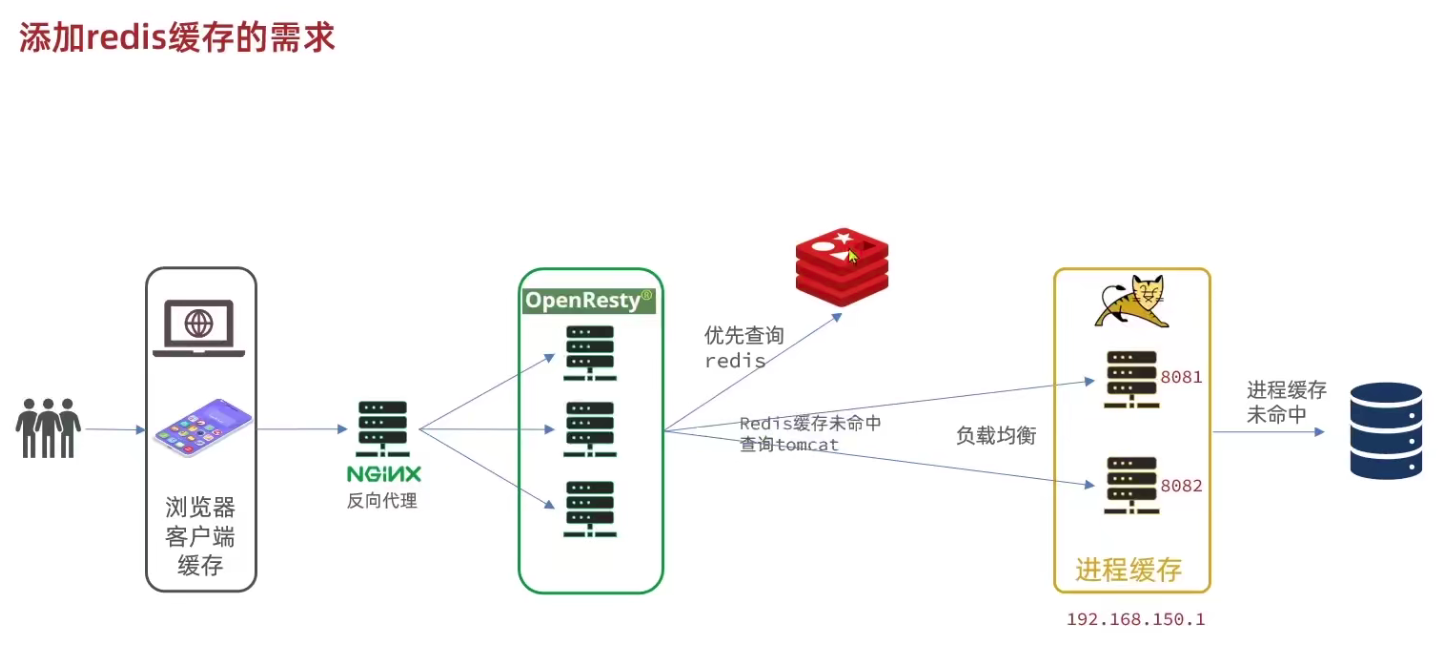 添加redis缓存的需求
浏览器
客户端
缓存
NGINX
反向代理
OpenResty®
优先查询
redis
Redis缓存未命中
查询tomcat
负载均衡
8081
8082
进程缓存
192.168.150.1
进程缓存
未命中